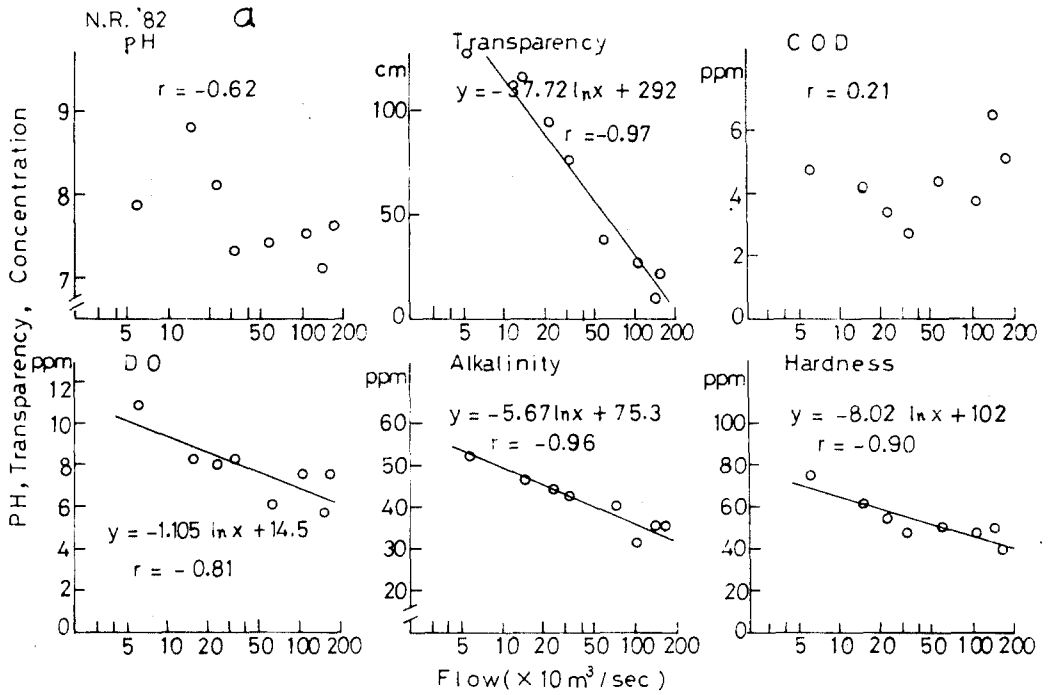 N.R. '82 a
pH
r = -0.62
9
8
7
5 10 20 50 100 200
Transparency
cm
y = -37.72 lnx + 292
r = -0.97
100
50
0
5 10 20 50 100 200
COD
ppm
r = 0.21
6
4
2
0
5 10 20 50 100 200
DO
ppm
12
10
8
6
4
2
0
y = -1.105 lnx + 14.5
r = -0.81
5 10 20 50 100 200
Alkalinity
ppm
y = -5.67 lnx + 75.3
r = -0.96
60
50
40
30
20
5 10 20 50 100 200
Hardness
ppm
y = -8.02 lnx + 102
r = -0.90
100
80
60
40
20
0
5 10 20 50 100 200
PH, Transparency, Concentration
Flow (× 10 m³/sec)